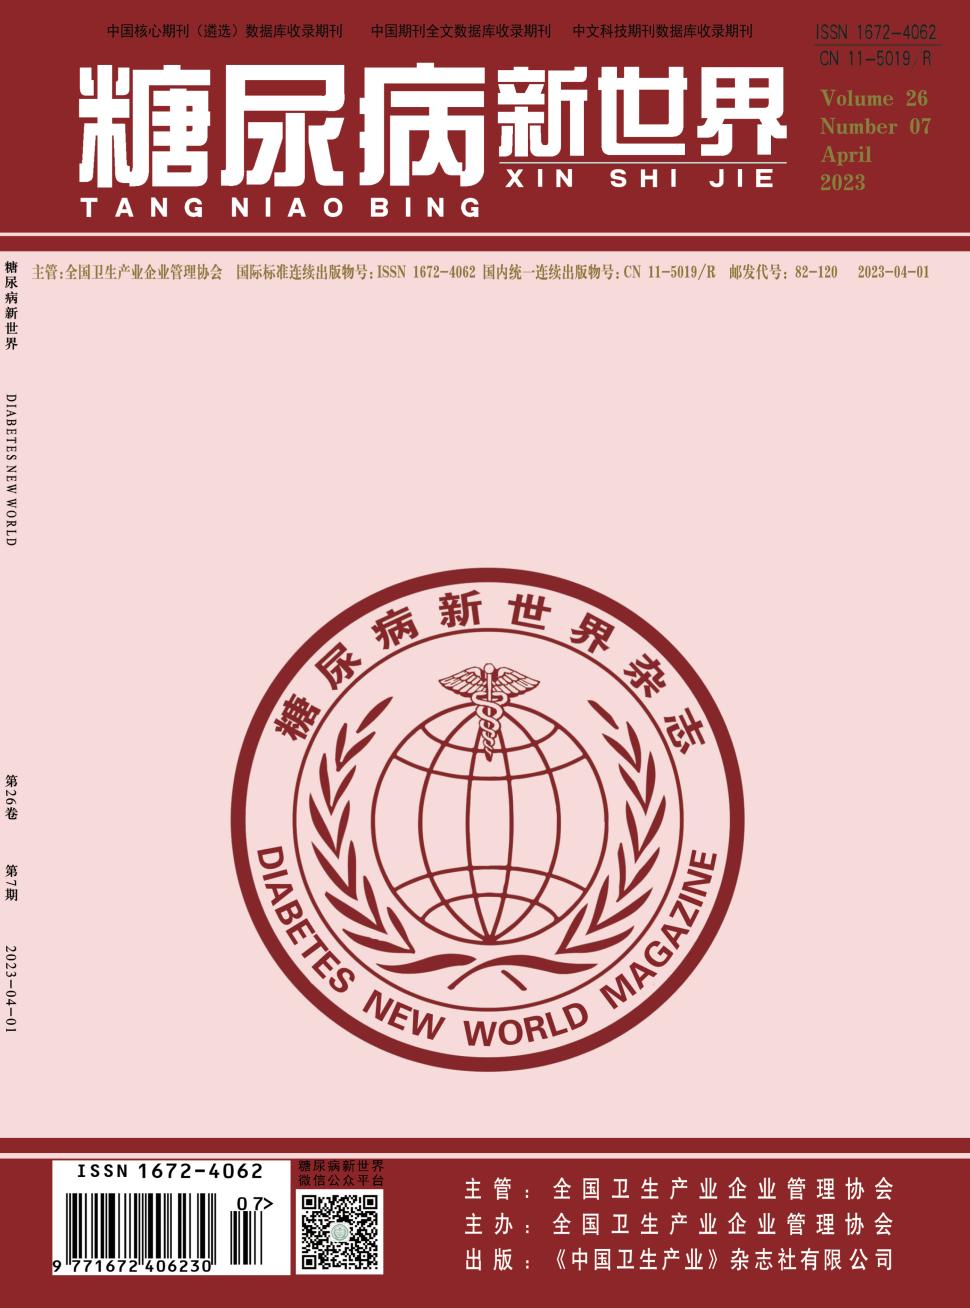 中国核心期刊（遴选）数据库收录期刊 中国期刊全文数据库收录期刊 中文科技期刊数据库收录期刊
ISSN 1672-4062
CN 11-5019/R
糖尿病新世界
XIN SHI JIE
TANG NIAO BING
Volume 26
Number 07
April
2023
主管:全国卫生产业企业管理协会 国际标准连续出版物号:ISSN 1672-4062 国内统一连续出版物号:CN 11-5019/R 邮发代号: 82-120 2023-04-01
糖尿病新世界
DIABETES NEW WORLD
第26卷
第7期
2023-04-01
糖尿病新世界杂志
DIABETES NEW WORLD MAGAZINE
ISSN 1672-4062
07>
9 771672 406230
糖尿病新世界
微信公众平台
主管：全国卫生产业企业管理协会
主办：全国卫生产业企业管理协会
出版：《中国卫生产业》杂志社有限公司